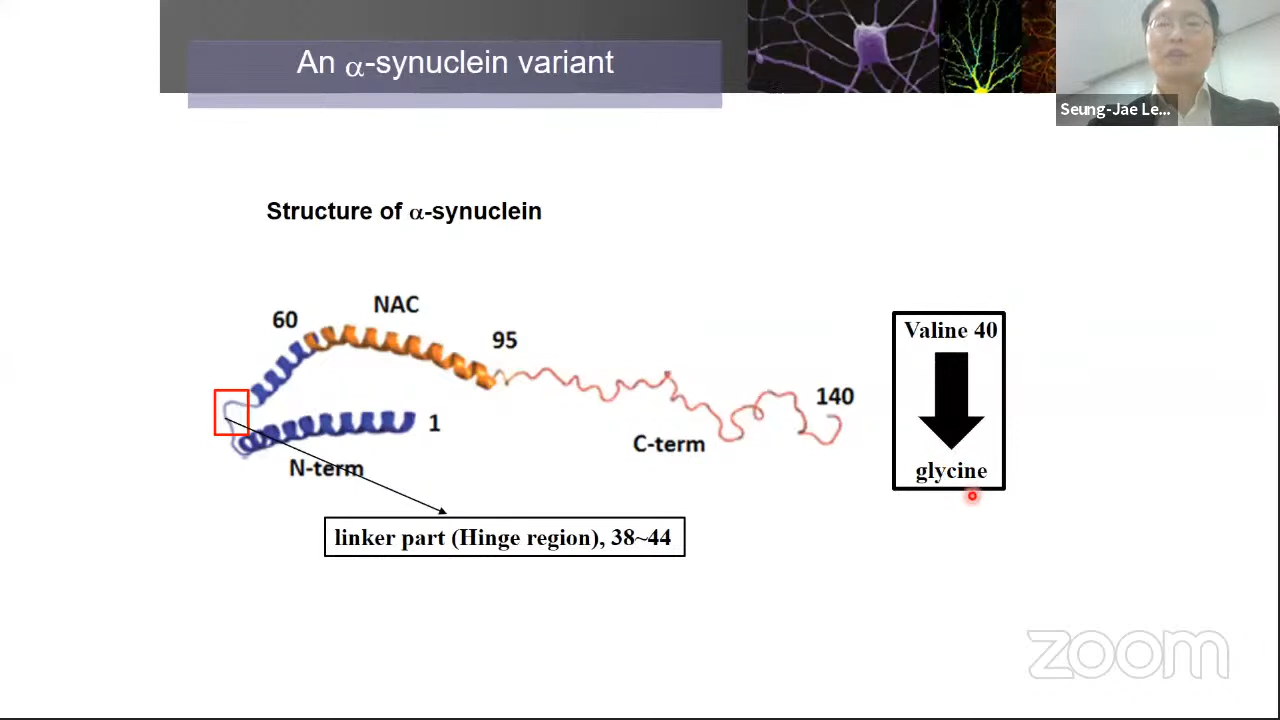 An α-synuclein variant
Seung-Jae Le...
Structure of α-synuclein
NAC
60
95
Valine 40
140
1
C-term
N-term
glycine
linker part (Hinge region), 38~44
zoom